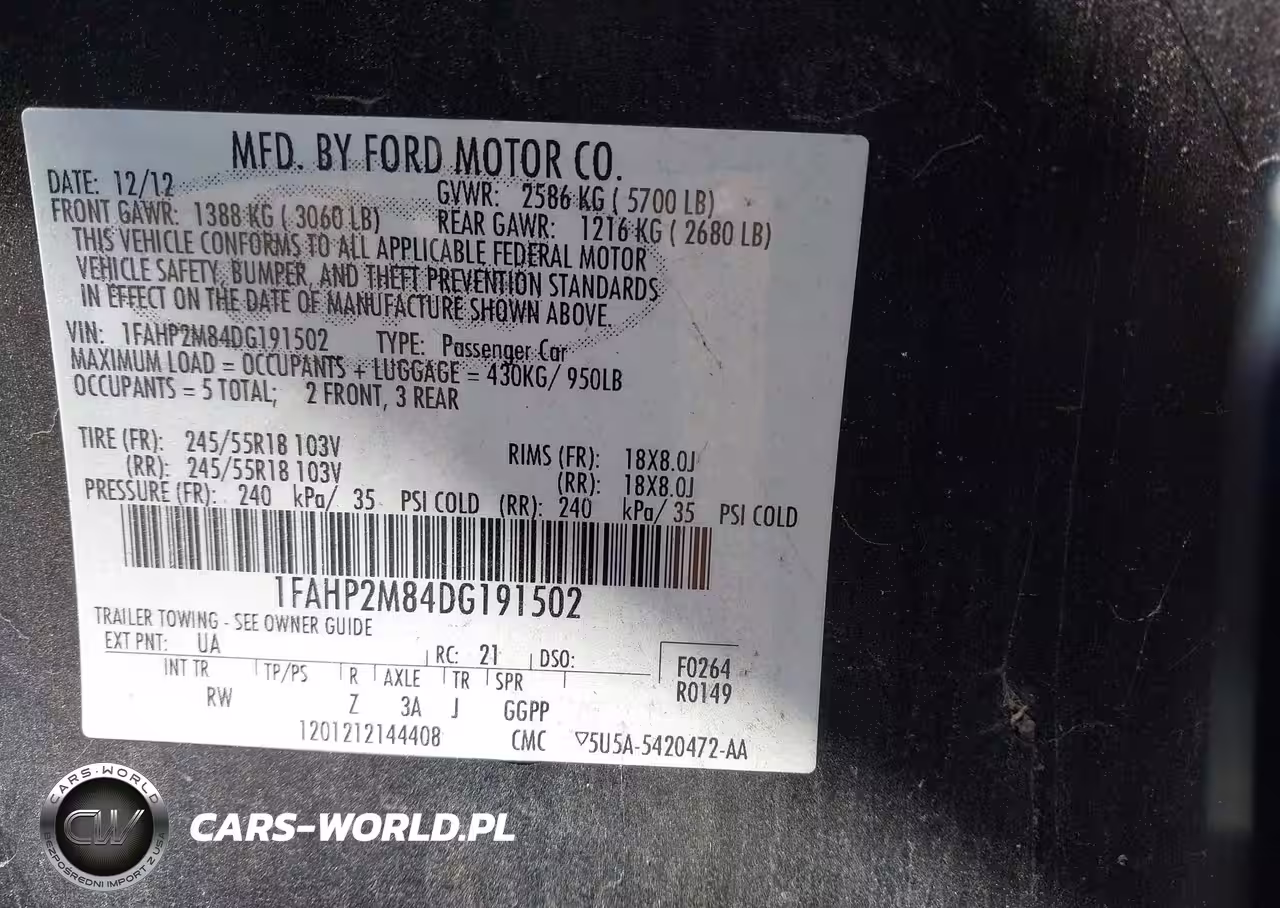 MFD. BY FORD MOTOR CO.
DATE: 12/12 GVWR: 2586 KG ( 5700 LB)
FRONT GAWR: 1388 KG ( 3060 LB) REAR GAWR: 1216 KG ( 2680 LB)
THIS VEHICLE CONFORMS TO ALL APPLICABLE FEDERAL MOTOR
VEHICLE SAFETY, BUMPER, AND THEFT PREVENTION STANDARDS
IN EFFECT ON THE DATE OF MANUFACTURE SHOWN ABOVE.
VIN: 1FAHP2M84DG191502 TYPE: Passenger Car
MAXIMUM LOAD = OCCUPANTS + LUGGAGE = 430KG/ 950LB
OCCUPANTS = 5 TOTAL; 2 FRONT, 3 REAR
TIRE (FR): 245/55R18 103V RIMS (FR): 18X8.0J
(RR): 245/55R18 103V (RR): 18X8.0J
PRESSURE (FR): 240 kPa/ 35 PSI COLD (RR): 240 kPa/ 35 PSI COLD
1FAHP2M84DG191502
TRAILER TOWING - SEE OWNER GUIDE
EXT PNT: UA RC: 21 DSO: F0264
INT TR TP/PS R AXLE TR SPR R0149
RW Z 3A J GGPP
1201212144408 CMC ▽5U5A-5420472-AA
CARS-WORLD
CW
BEZPOŚREDNI IMPORT Z USA
CARS-WORLD.PL